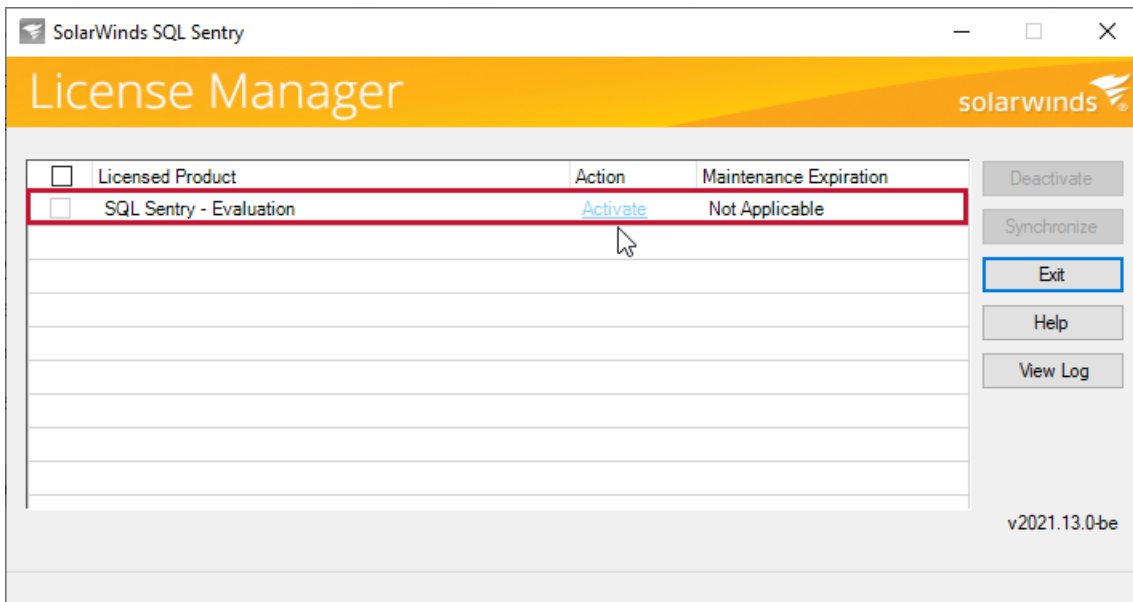 SolarWinds SQL Sentry
License Manager
solarwinds
Licensed Product Action Maintenance Expiration
SQL Sentry - Evaluation Activate Not Applicable
Deactivate
Synchronize
Exit
Help
View Log
v2021.13.0-be